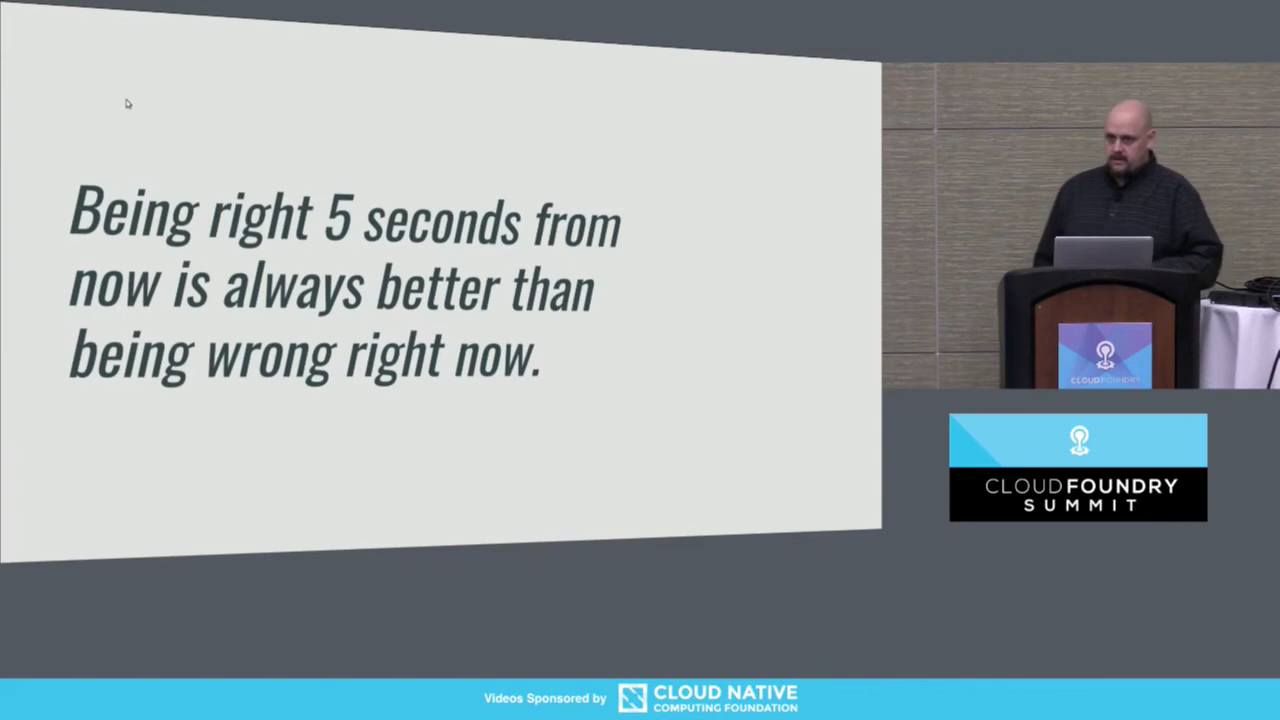 Being right 5 seconds from
now is always better than
being wrong right now.
CLOUDFOUNDRY
CLOUDFOUNDRY
SUMMIT
Videos Sponsored by
CLOUD NATIVE
COMPUTING FOUNDATION